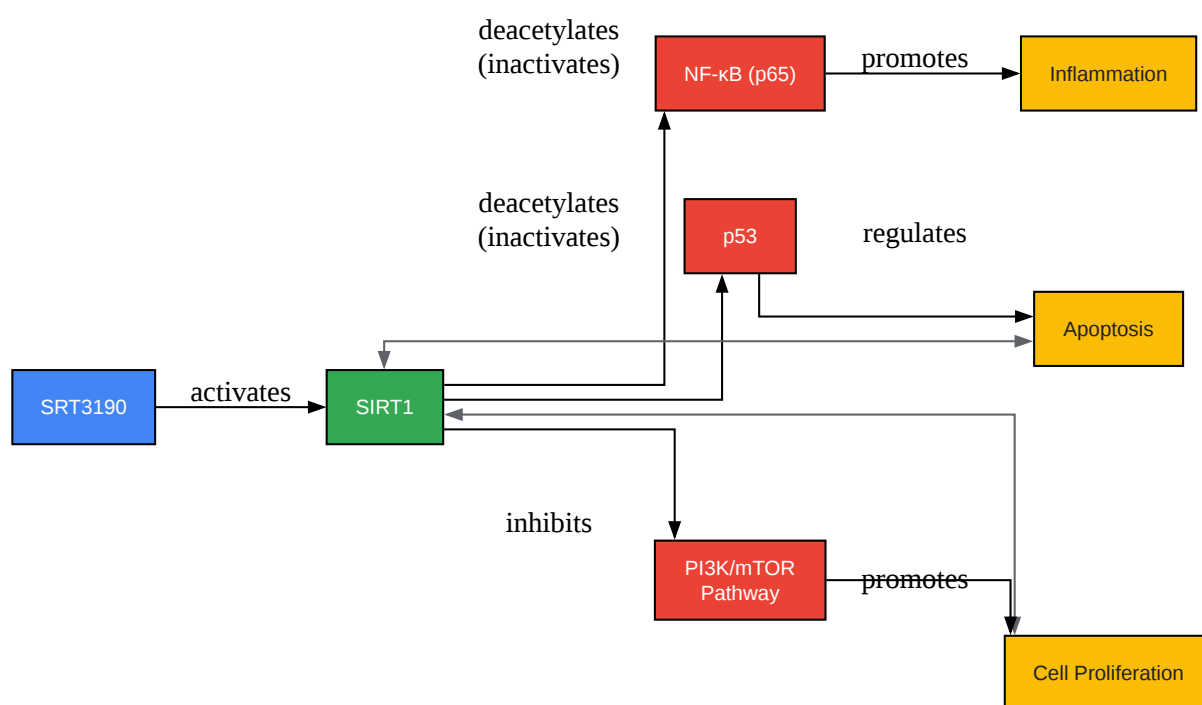 deacetylates
(inactivates)
NF-κB (p65)
promotes
Inflammation
deacetylates
(inactivates)
p53
regulates
Apoptosis
SRT3190
activates
SIRT1
inhibits
PI3K/mTOR
Pathway
promotes
Cell Proliferation